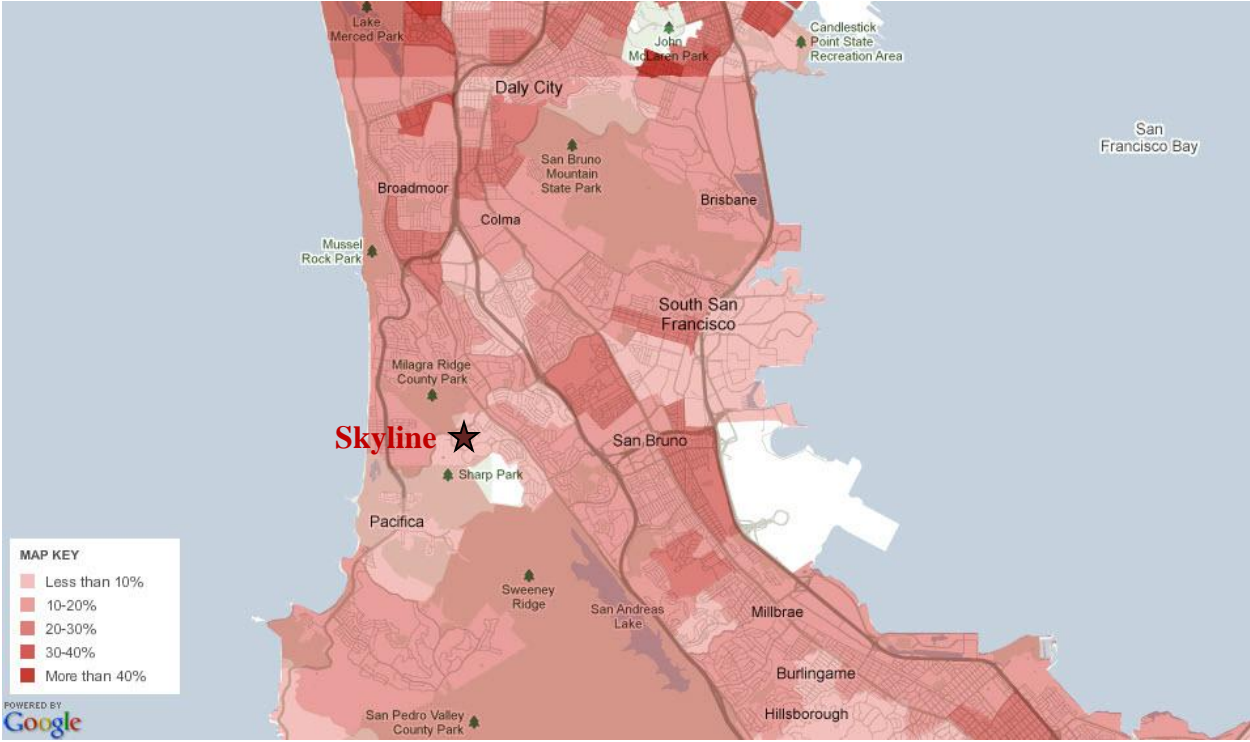 Lake
Merced Park
John
McLaren Park
Candlestick
Point State
Recreation Area
Daly City
San
Francisco Bay
San Bruno
Mountain
State Park
Broadmoor
Brisbane
Colma
Mussel
Rock Park
South San
Francisco
Milagra Ridge
County Park
Skyline
San Bruno
Sharp Park
Pacifica
MAP KEY
Less than 10%
10-20%
20-30%
30-40%
More than 40%
Sweeney
Ridge
San Andreas
Lake
Millbrae
Burlingame
Hillsborough
San Pedro Valley
County Park
POWERED BY
Google